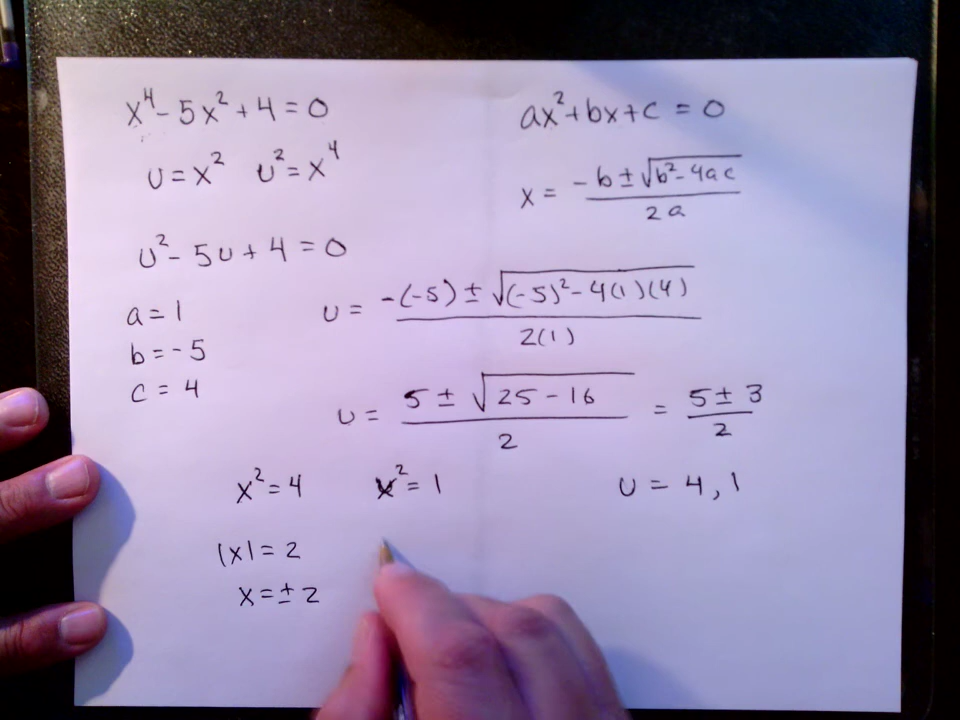 x⁴ - 5x² + 4 = 0
u = x² u² = x⁴
u² - 5u + 4 = 0
a = 1
b = -5
c = 4
ax² + bx + c = 0
x = (-b ± √(b² - 4ac)) / 2a
u = (-(-5) ± √((-5)² - 4(1)(4))) / 2(1)
u = (5 ± √(25 - 16)) / 2 = (5 ± 3) / 2
u = 4, 1
x² = 4 x² = 1
|x| = 2
x = ± 2